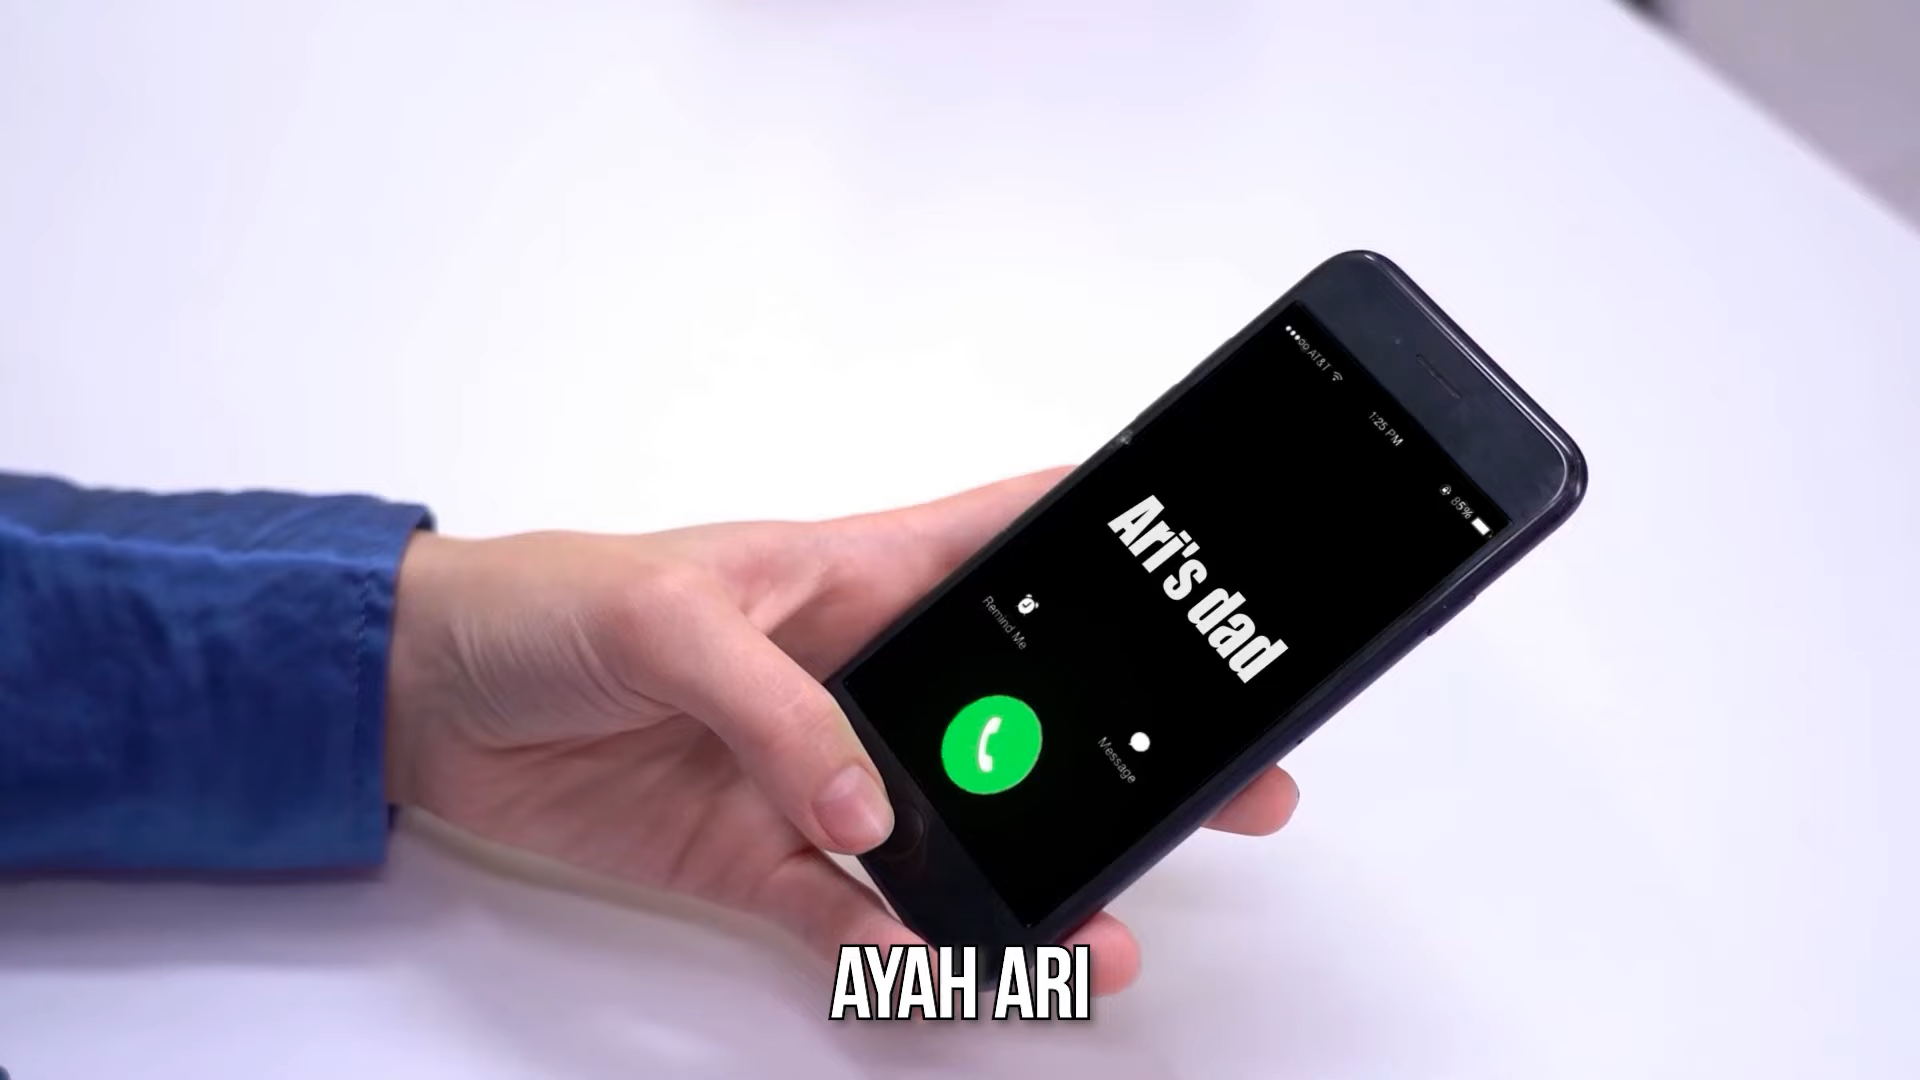 AT&T
1:25 PM
85%
Ari's dad
Remind Me
Message
AYAH ARI